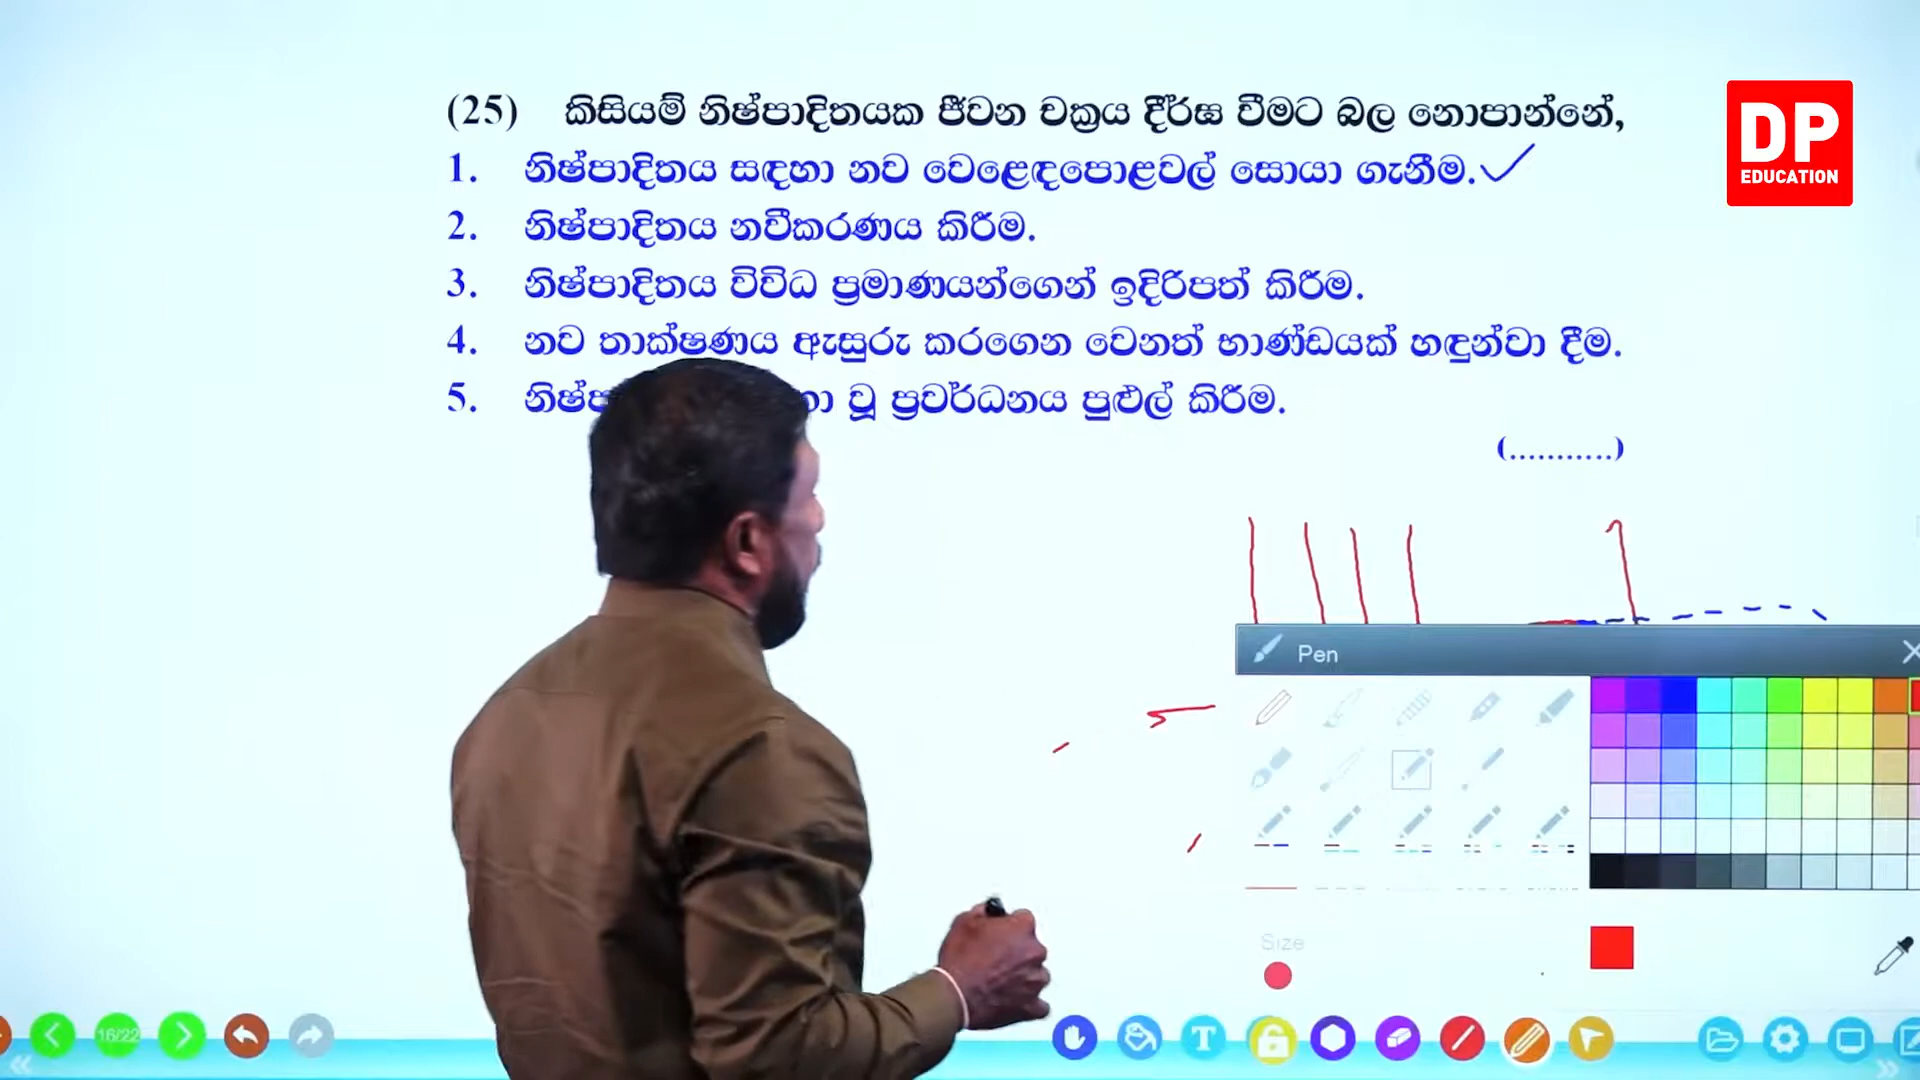 (25) කිසියම් නිෂ්පාදිතයක ජීවන චක්‍රය දීර්ඝ වීමට බල නොපාන්නේ,
1. නිෂ්පාදිතය සඳහා නව වෙළෙඳපොළවල් සොයා ගැනීම.
2. නිෂ්පාදිතය නවීකරණය කිරීම.
3. නිෂ්පාදිතය විවිධ ප්‍රමාණයන්ගෙන් ඉදිරිපත් කිරීම.
4. නව තාක්ෂණය ඇසුරු කරගෙන වෙනත් භාණ්ඩයක් හඳුන්වා දීම.
5. වූ ප්‍රවර්ධනය පුළුල් කිරීම.
(...........)
DP
EDUCATION
Pen
Size
16/22
T